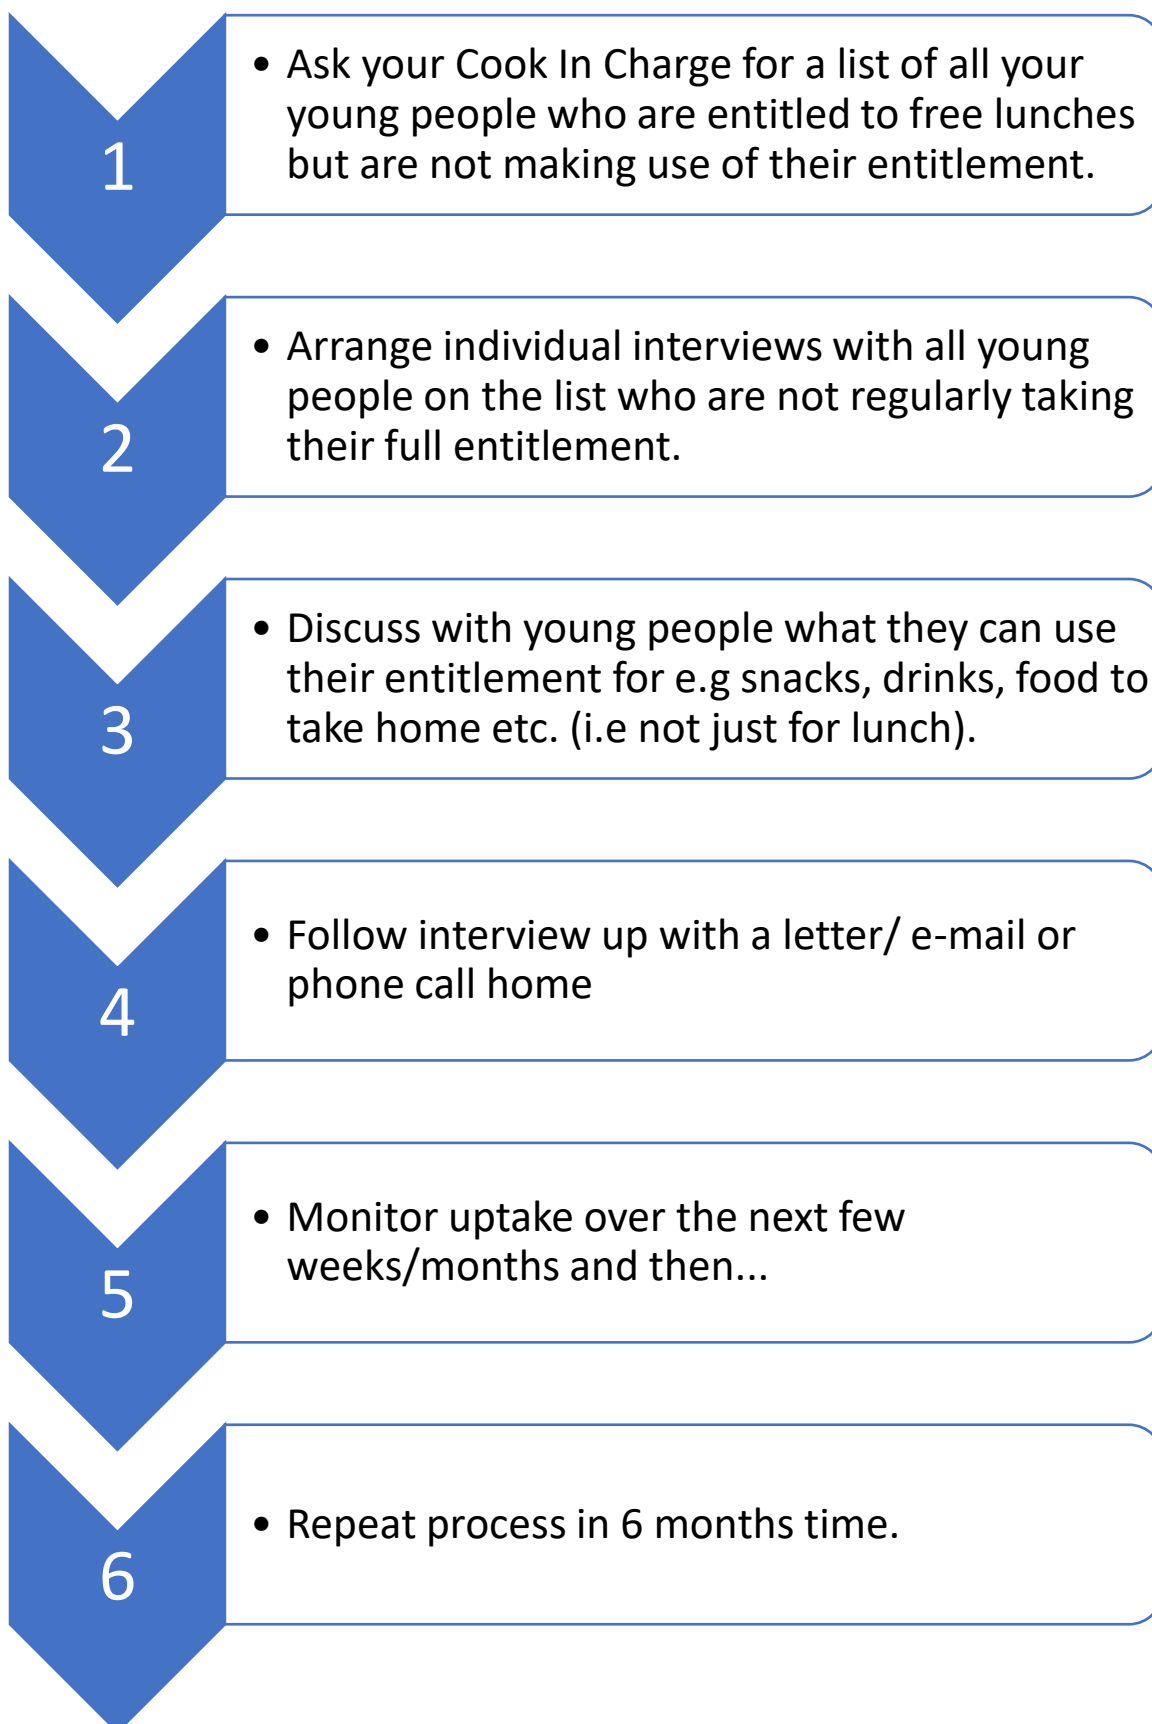 1
• Ask your Cook In Charge for a list of all your
young people who are entitled to free lunches
but are not making use of their entitlement.
2
• Arrange individual interviews with all young
people on the list who are not regularly taking
their full entitlement.
3
• Discuss with young people what they can use
their entitlement for e.g snacks, drinks, food to
take home etc. (i.e not just for lunch).
4
• Follow interview up with a letter/ e-mail or
phone call home
5
• Monitor uptake over the next few
weeks/months and then...
6
• Repeat process in 6 months time.